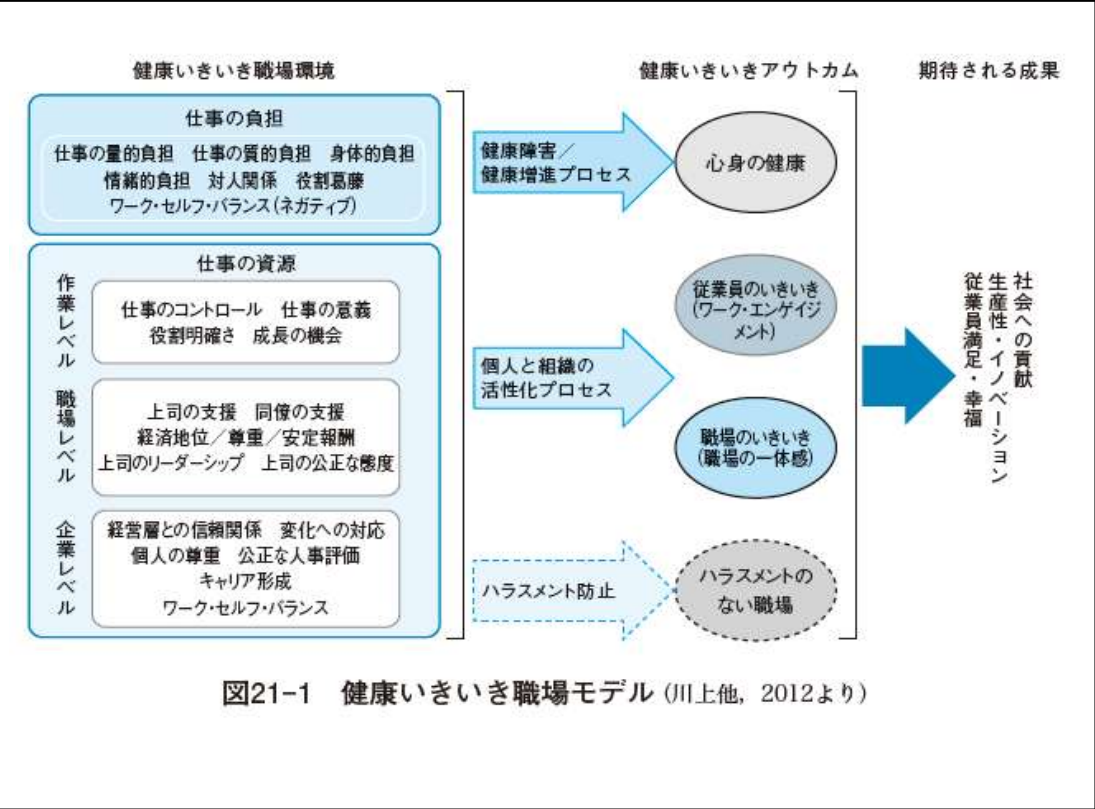 健康いきいき職場環境
健康いきいきアウトカム
期待される成果
仕事の負担
仕事の量的負担　仕事の質的負担　身体的負担
情緒的負担　対人関係　役割葛藤
ワーク・セルフ・バランス(ネガティブ)
仕事の資源
作業レベル
仕事のコントロール　仕事の意義
役割明確さ　成長の機会
職場レベル
上司の支援　同僚の支援
経済地位／尊重／安定報酬
上司のリーダーシップ　上司の公正な態度
企業レベル
経営層との信頼関係　変化への対応
個人の尊重　公正な人事評価
キャリア形成
ワーク・セルフ・バランス
健康障害／
健康増進プロセス
個人と組織の
活性化プロセス
ハラスメント防止
心身の健康
従業員のいきいき
(ワーク・エンゲイジ
メント)
職場のいきいき
(職場の一体感)
ハラスメントの
ない職場
社会への貢献
生産性・イノベーション
従業員満足・幸福
図21-1　健康いきいき職場モデル (川上他，2012より)